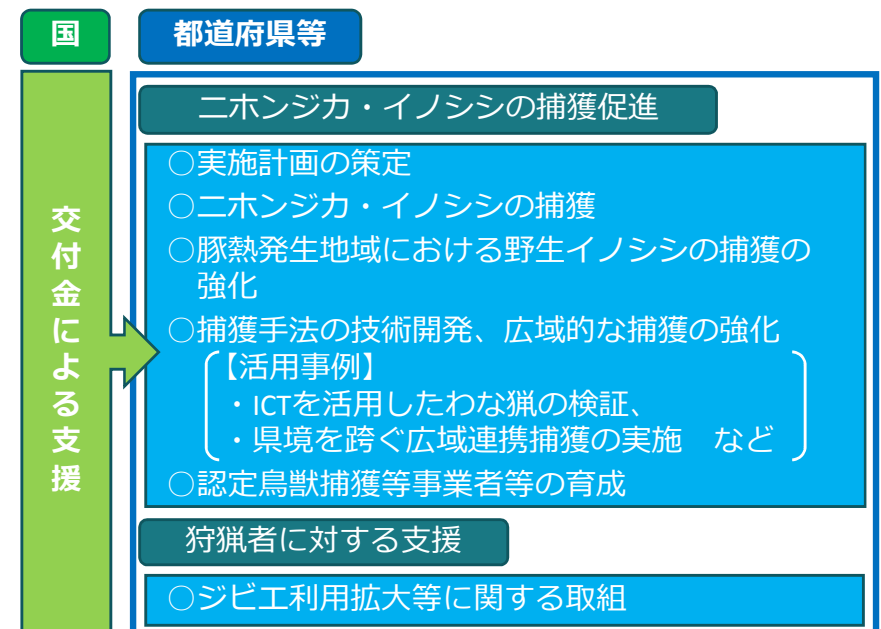 国
都道府県等
交付金による支援
ニホンジカ・イノシシの捕獲促進
○実施計画の策定
○ニホンジカ・イノシシの捕獲
○豚熱発生地域における野生イノシシの捕獲の
強化
○捕獲手法の技術開発、広域的な捕獲の強化
【活用事例】
・ICTを活用したわな猟の検証、
・県境を跨ぐ広域連携捕獲の実施　など
○認定鳥獣捕獲等事業者等の育成
狩猟者に対する支援
○ジビエ利用拡大等に関する取組